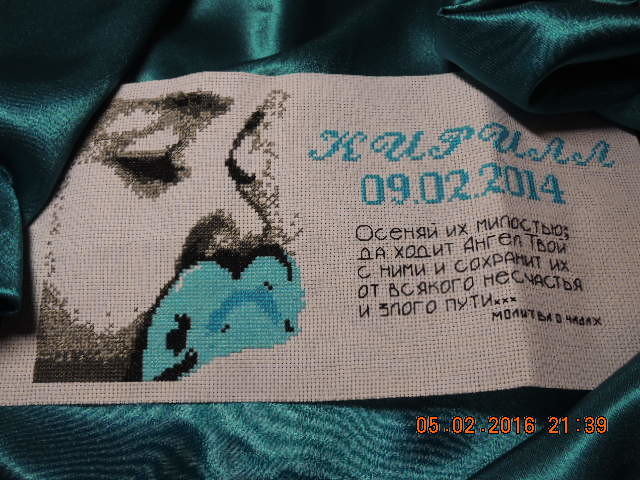 КИРИЛЛ
09.02.2014
Осеняй их милостью;
да ходит Ангел Твой
с ними и сохранит их
от всякого несчастья
и злого пути...
молитва о чадах
05.02.2016 21:39